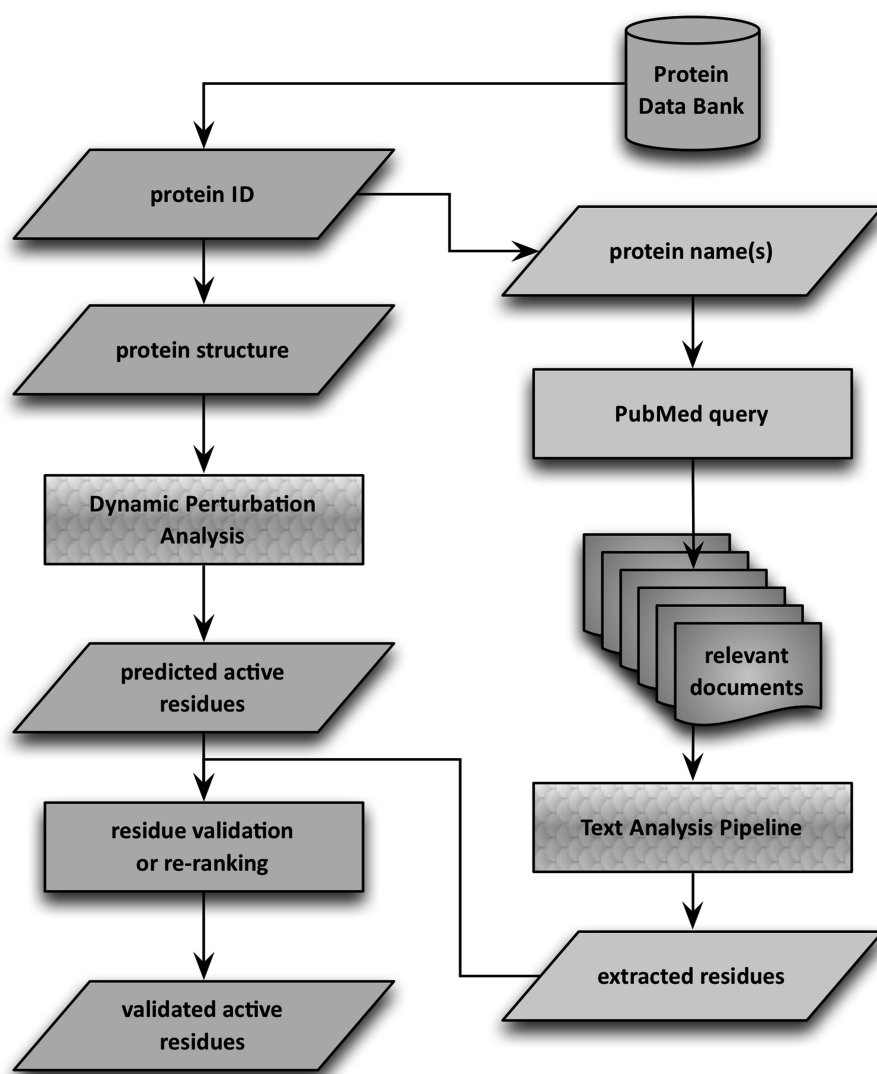 Protein
Data Bank
protein ID
protein name(s)
protein structure
PubMed query
Dynamic Perturbation
Analysis
relevant
documents
predicted active
residues
Text Analysis Pipeline
residue validation
or re-ranking
extracted residues
validated active
residues